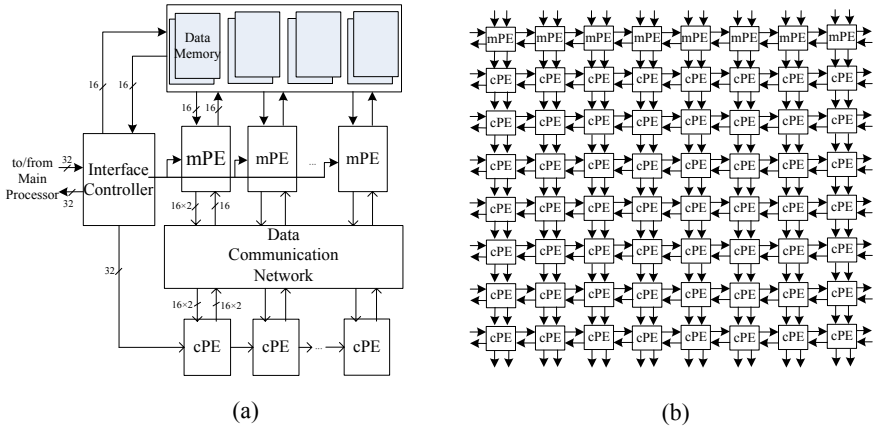 Data
Memory
16
16
16
16
to/from
Main
Processor
32
32
Interface
Controller
mPE
mPE
...
mPE
16×2
16
Data
Communication
Network
32
16×2
16×2
cPE
cPE
...
cPE
(a)
mPE mPE mPE mPE mPE mPE mPE mPE
cPE cPE cPE cPE cPE cPE cPE cPE
cPE cPE cPE cPE cPE cPE cPE cPE
cPE cPE cPE cPE cPE cPE cPE cPE
cPE cPE cPE cPE cPE cPE cPE cPE
cPE cPE cPE cPE cPE cPE cPE cPE
cPE cPE cPE cPE cPE cPE cPE cPE
cPE cPE cPE cPE cPE cPE cPE cPE
(b)